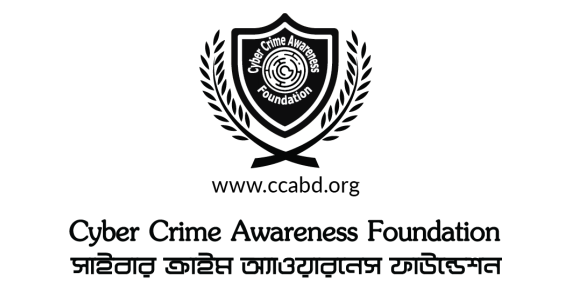 Cyber Crime Awareness
Foundation
www.ccabd.org
Cyber Crime Awareness Foundation
সাইবার ক্রাইম অ্যাওয়্যারনেস ফাউন্ডেশন